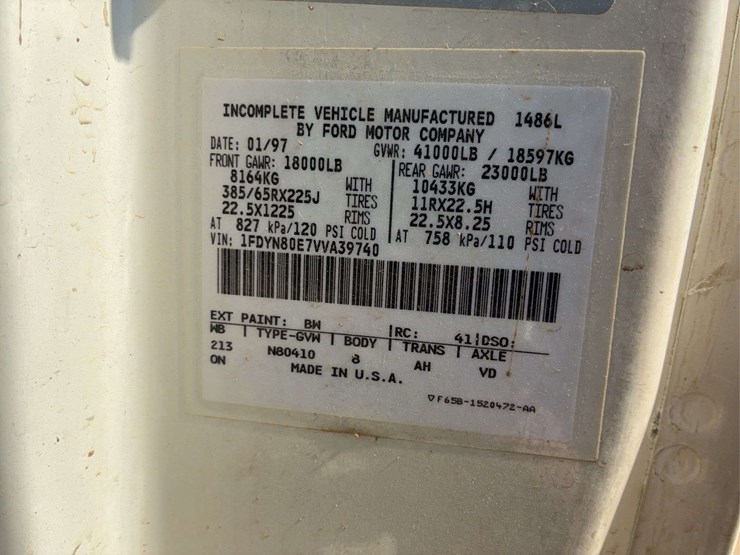 INCOMPLETE VEHICLE MANUFACTURED 1486L
BY FORD MOTOR COMPANY
DATE: 01/97 GVWR: 41000LB / 18597KG
FRONT GAWR: 18000LB REAR GAWR: 23000LB
8164KG WITH 10433KG WITH
385/65RX225J TIRES 11RX22.5H TIRES
22.5X1225 RIMS 22.5X8.25 RIMS
AT 827 kPa/120 PSI COLD AT 758 kPa/110 PSI COLD
VIN: 1FDYN80E7VVA39740
EXT PAINT: BW RC: 41 DSO:
WB TYPE-GVW BODY TRANS AXLE
213 N80410 8 AH VD
ON MADE IN U.S.A.
▽F65B-1520472-AA